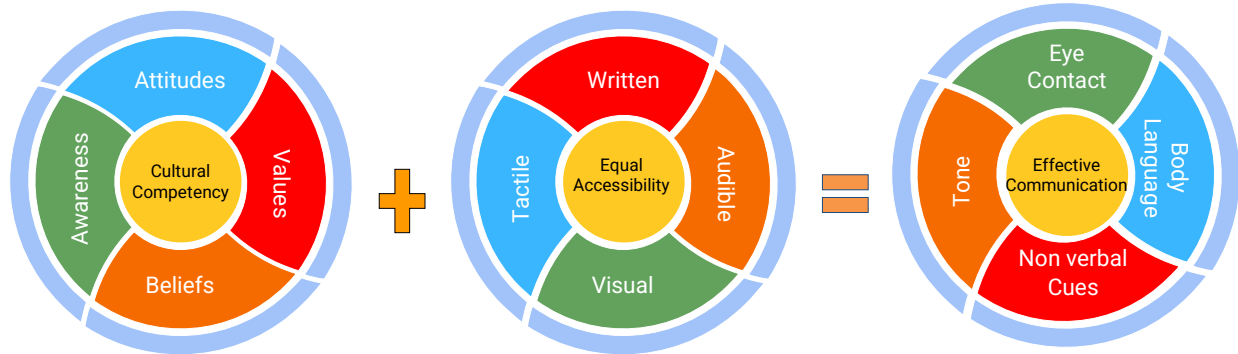 Attitudes
Values
Beliefs
Awareness
Cultural
Competency
Written
Audible
Visual
Tactile
Equal
Accessibility
Eye
Contact
Body
Language
Non verbal
Cues
Tone
Effective
Communication